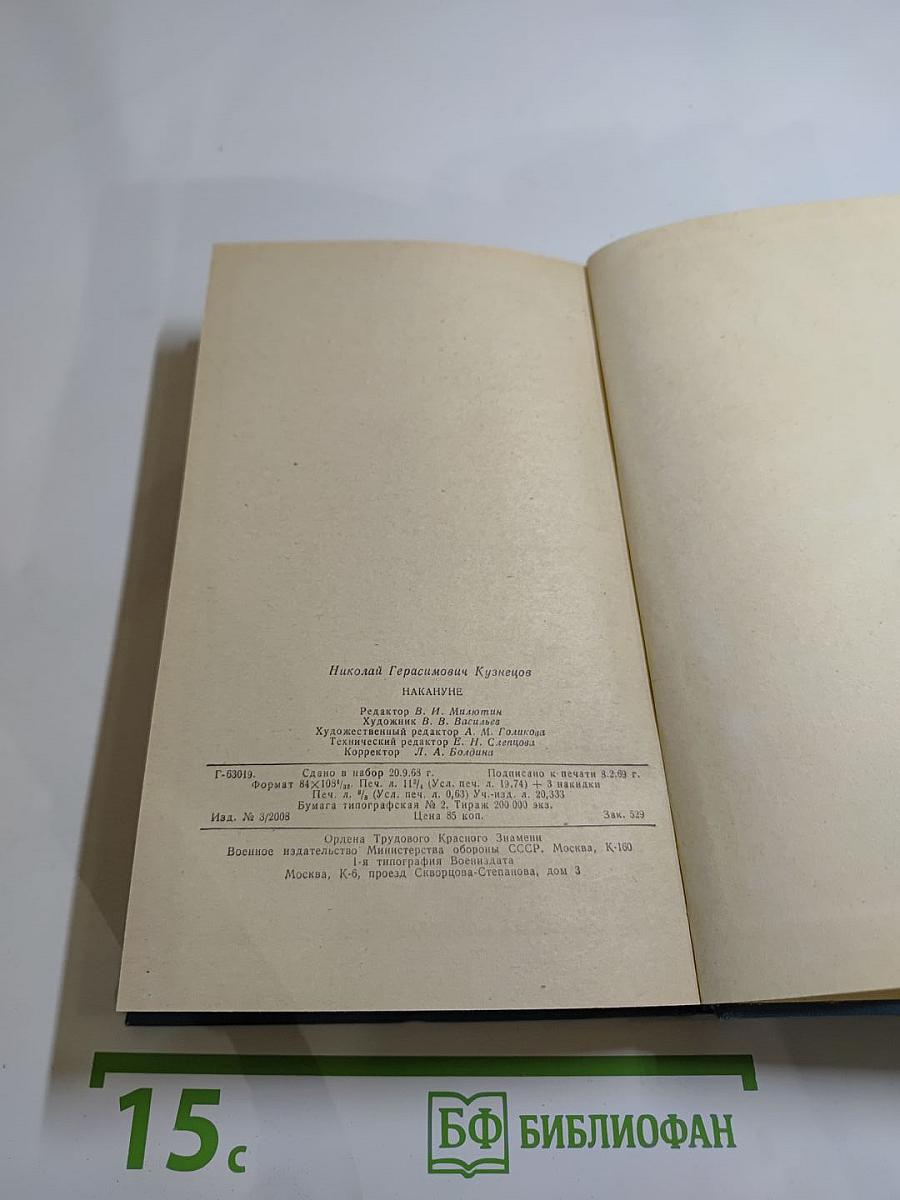 Николай Герасимович Кузнецов
НАКАНУНЕ
Редактор В. И. Милютин
Художник В. В. Васильев
Художественный редактор А. М. Голикова
Технический редактор Е. Н. Слепцова
Корректор Л. А. Болдина
Г-63019. Сдано в набор 20.9.68 г. Подписано к печати 8.2.69 г.
Формат 84×108¹/₃₂. Печ. л. 11³/₄ (Усл. печ. л. 19,74) + 3 накидки
Печ. л. ³/₈ (Усл. печ. л. 0,63) Уч.-изд. л. 20,333
Бумага типографская № 2. Тираж 200 000 экз.
Изд. № 3/2008 Цена 85 коп. Зак. 529
Ордена Трудового Красного Знамени
Военное издательство Министерства обороны СССР. Москва, К-160
1-я типография Воениздата
Москва, К-6, проезд Скворцова-Степанова, дом 3
15 с
БФ БИБЛИОФАН